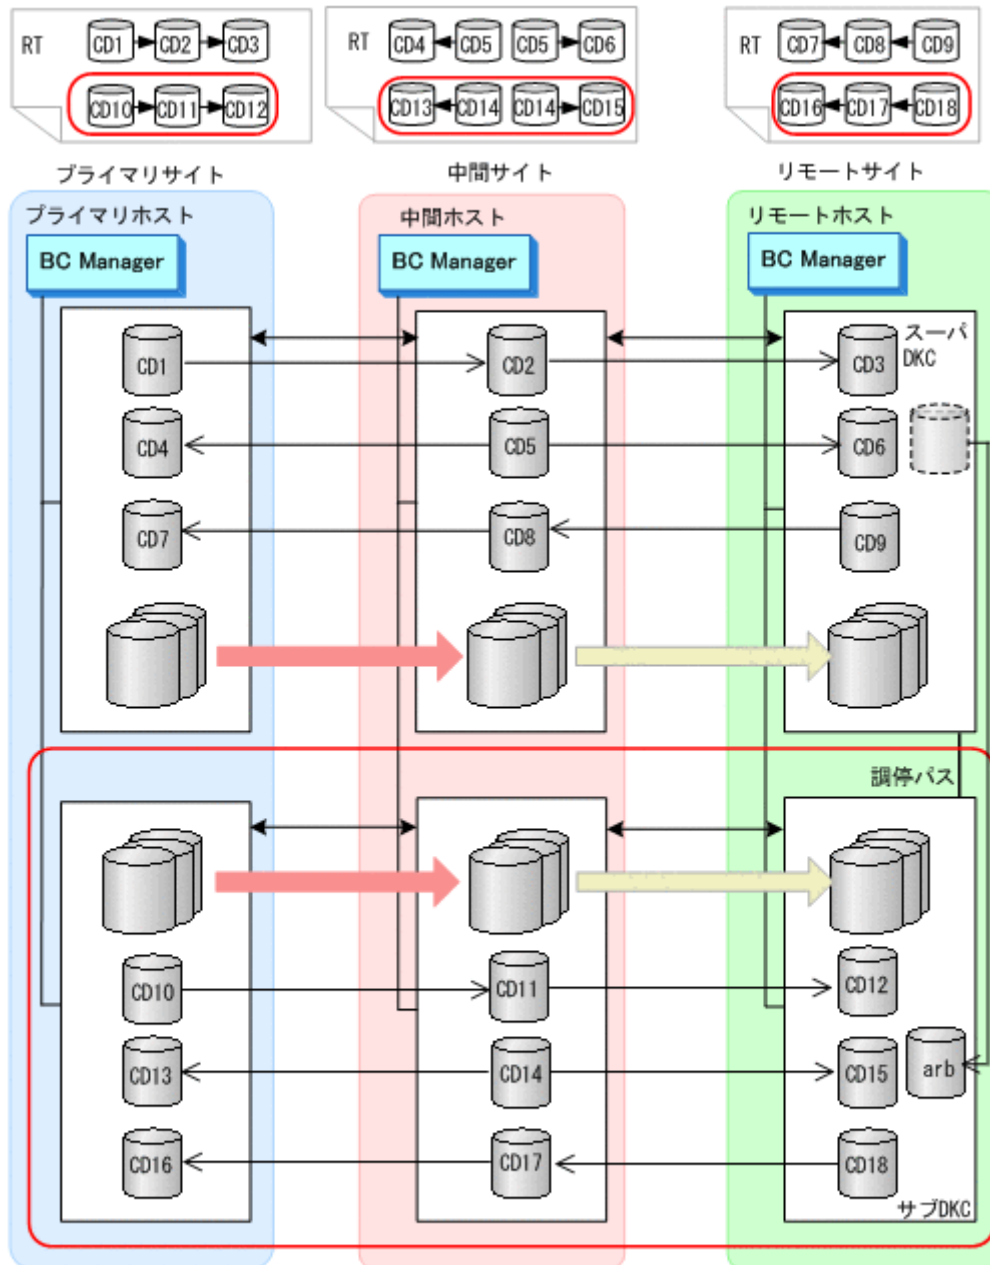 RT CD1 CD2 CD3
CD10 CD11 CD12
RT CD4 CD5 CD5 CD6
CD13 CD14 CD14 CD15
RT CD7 CD8 CD9
CD16 CD17 CD18
プライマリサイト
中間サイト
リモートサイト
プライマリホスト
中間ホスト
リモートホスト
BC Manager
BC Manager
BC Manager
スーパ
DKC
CD1 CD2 CD3
CD4 CD5 CD6
CD7 CD8 CD9
調停パス
CD10 CD11 CD12
CD13 CD14 CD15 arb
CD16 CD17 CD18
サブDKC